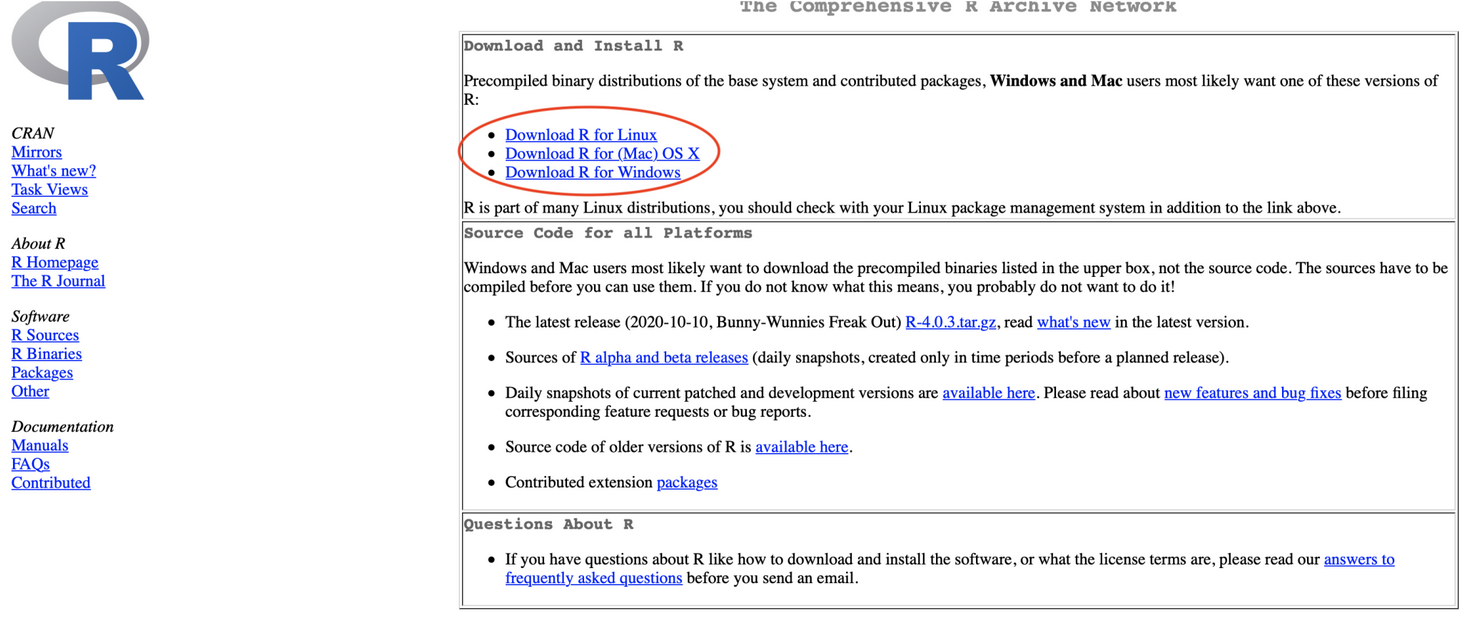 The Comprehensive R Archive Network
R
CRAN
Mirrors
What's new?
Task Views
Search
About R
R Homepage
The R Journal
Software
R Sources
R Binaries
Packages
Other
Documentation
Manuals
FAQs
Contributed
Download and Install R
Precompiled binary distributions of the base system and contributed packages, Windows and Mac users most likely want one of these versions of
R:
• Download R for Linux
• Download R for (Mac) OS X
• Download R for Windows
R is part of many Linux distributions, you should check with your Linux package management system in addition to the link above.
Source Code for all Platforms
Windows and Mac users most likely want to download the precompiled binaries listed in the upper box, not the source code. The sources have to be
compiled before you can use them. If you do not know what this means, you probably do not want to do it!
• The latest release (2020-10-10, Bunny-Wunnies Freak Out) R-4.0.3.tar.gz, read what's new in the latest version.
• Sources of R alpha and beta releases (daily snapshots, created only in time periods before a planned release).
• Daily snapshots of current patched and development versions are available here. Please read about new features and bug fixes before filing
corresponding feature requests or bug reports.
• Source code of older versions of R is available here.
• Contributed extension packages
Questions About R
• If you have questions about R like how to download and install the software, or what the license terms are, please read our answers to
frequently asked questions before you send an email.